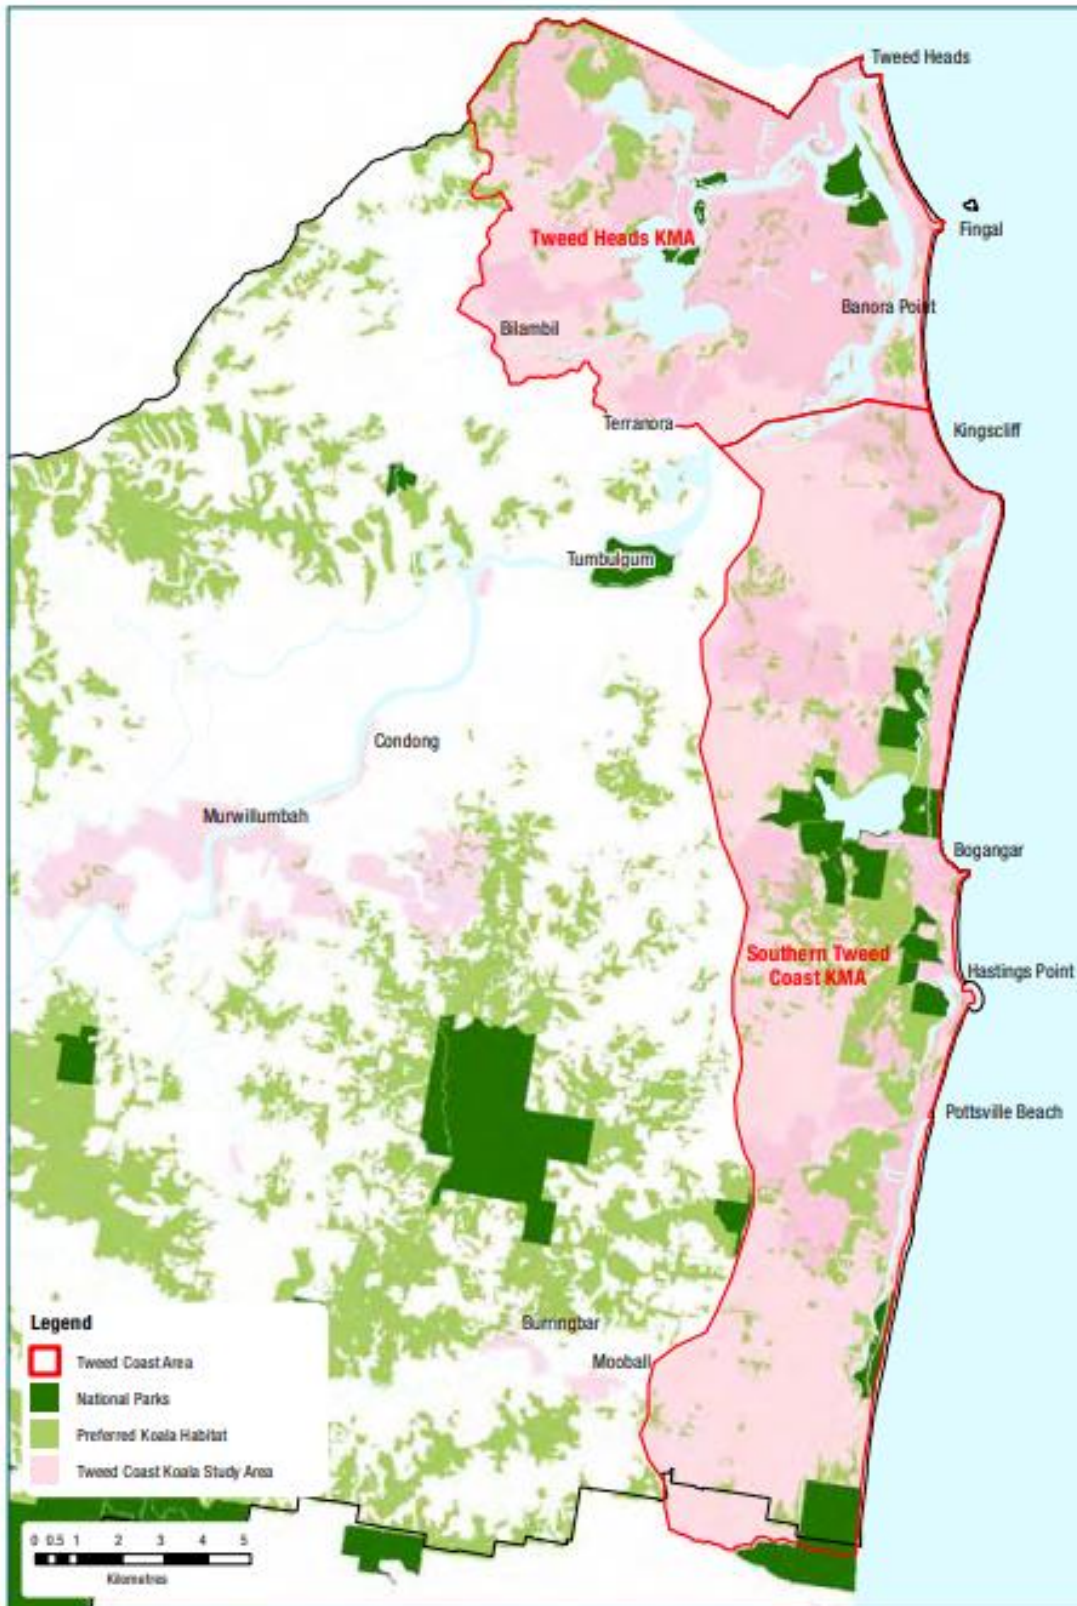 Tweed Heads
Fingal
Tweed Heads KMA
Banora Point
Bilambil
Terranora
Kingscliff
Tumbulgum
Condong
Murwillumbah
Bogangar
Southern Tweed
Coast KMA
Hastings Point
Pottsville Beach
Burringbar
Mooball
Legend
Tweed Coast Area
National Parks
Preferred Koala Habitat
Tweed Coast Koala Study Area
0 0.5 1 2 3 4 5
Kilometres